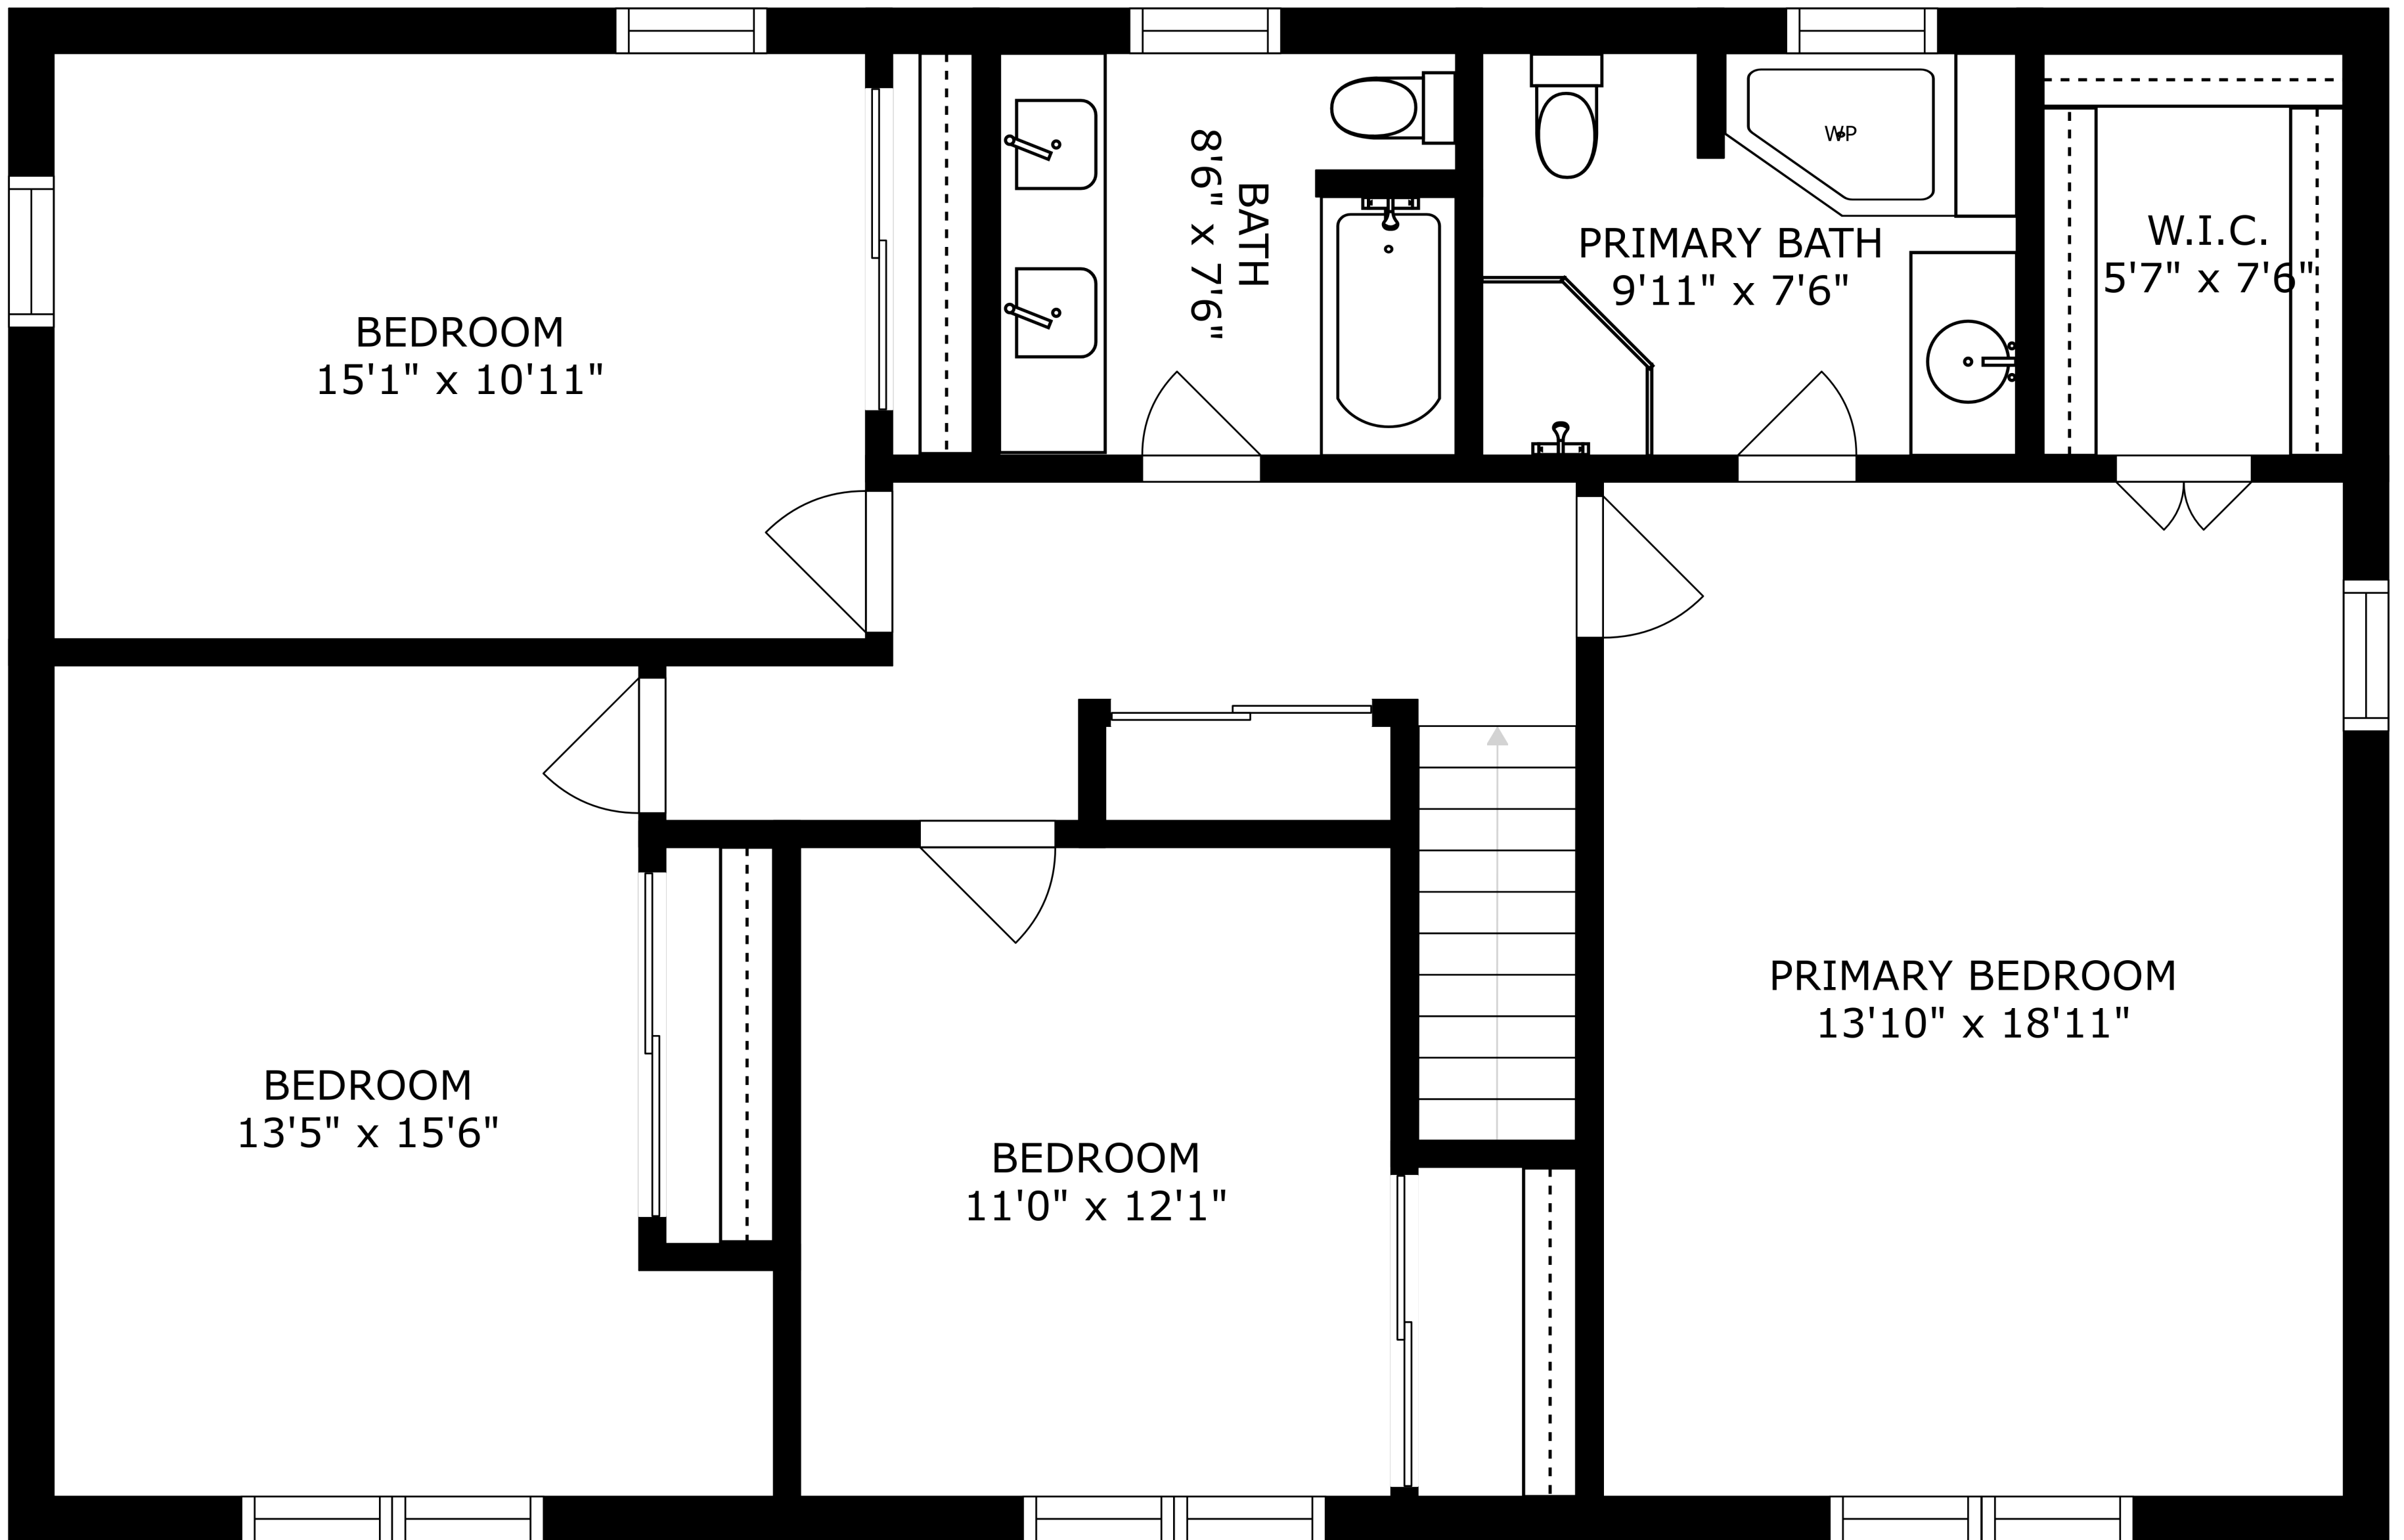 BEDROOM
15'1" x 10'11"
BATH
8'6" x 7'6"
WP
PRIMARY BATH
9'11" x 7'6"
W.I.C.
5'7" x 7'6"
BEDROOM
13'5" x 15'6"
BEDROOM
11'0" x 12'1"
PRIMARY BEDROOM
13'10" x 18'11"